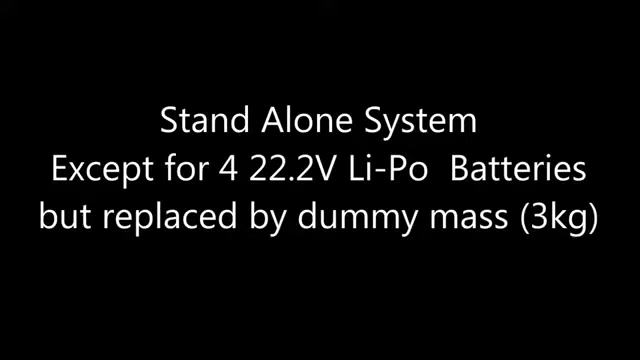 Stand Alone System
Except for 4 22.2V Li-Po Batteries
but replaced by dummy mass (3kg)